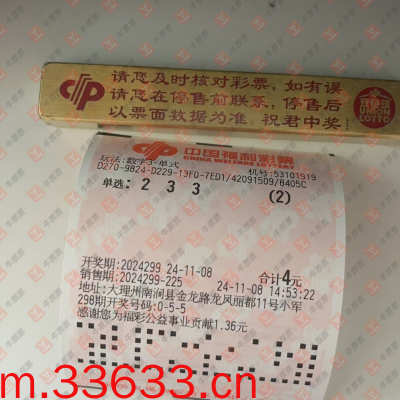 请您及时核对彩票，如有误
请您在停售前联系，停售后
以票面数据为准，祝君中奖！
中国福利彩票
CHINA WELFARE LOTTERY
玩法:数字3-单式
机号:53101919
D270-9824-D229-13F0-7ED1/42091509/8405C
单选: 2 3 3 (2)
开奖期:2024299 24-11-08 合计4元
销售期:2024299-225 24-11-08 14:53:22
地址:大理州南涧县金龙路龙凤丽都11号小军
298期开奖号码:0-5-5
感谢您为福彩公益事业贡献1.36元
m.33633.cn